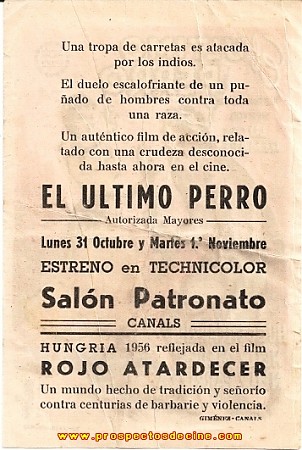 Una tropa de carretas es atacada
por los indios.
El duelo escalofriante de un pu-
ñado de hombres contra toda
una raza.
Un auténtico film de acción, rela-
tado con una crudeza desconoci-
da hasta ahora en el cine.
EL ULTIMO PERRO
Autorizada Mayores
Lunes 31 Octubre y Martes 1.º Noviembre
ESTRENO en TECHNICOLOR
Salón Patronato
CANALS
HUNGRIA 1956 reflejada en el film
ROJO ATARDECER
Un mundo hecho de tradición y señorío
contra centurias de barbarie y violencia.
GIMÉNEZ-CANALS
www.prospectosdecine.com